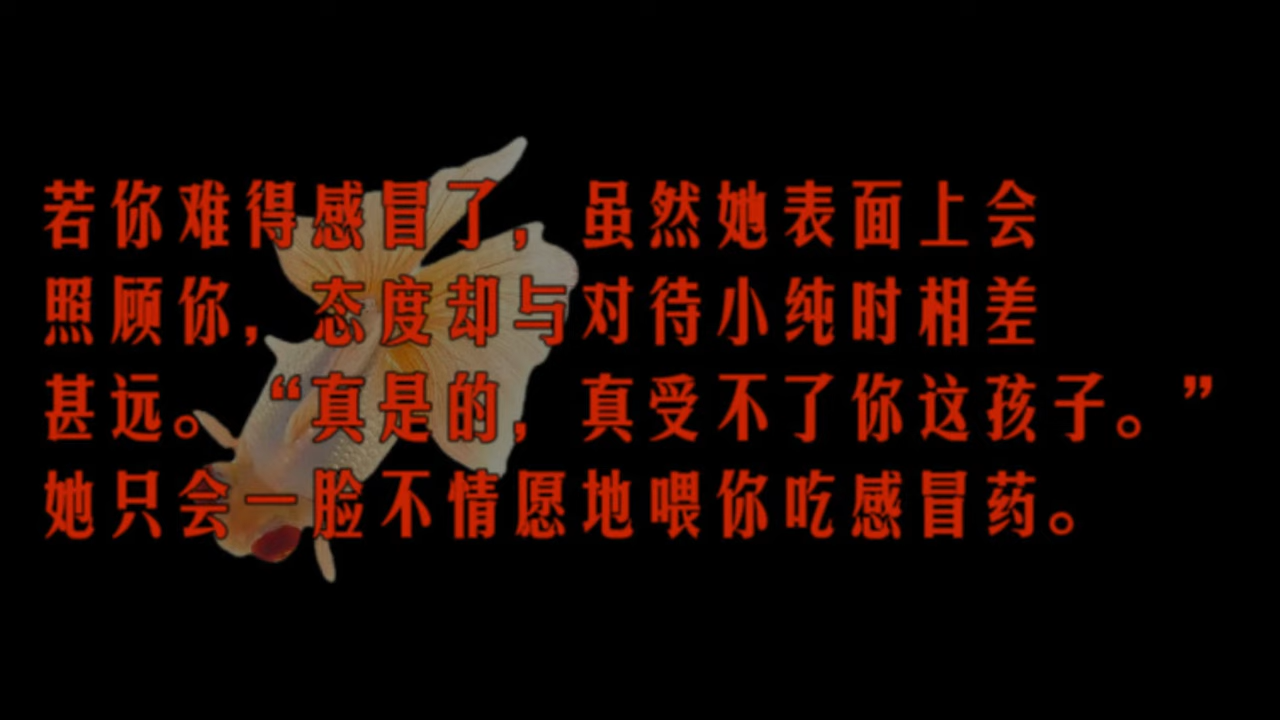 若你难得感冒了，虽然她表面上会
照顾你，态度却与对待小纯时相差
甚远。“真是的，真受不了你这孩子。”
她只会一脸不情愿地喂你吃感冒药。